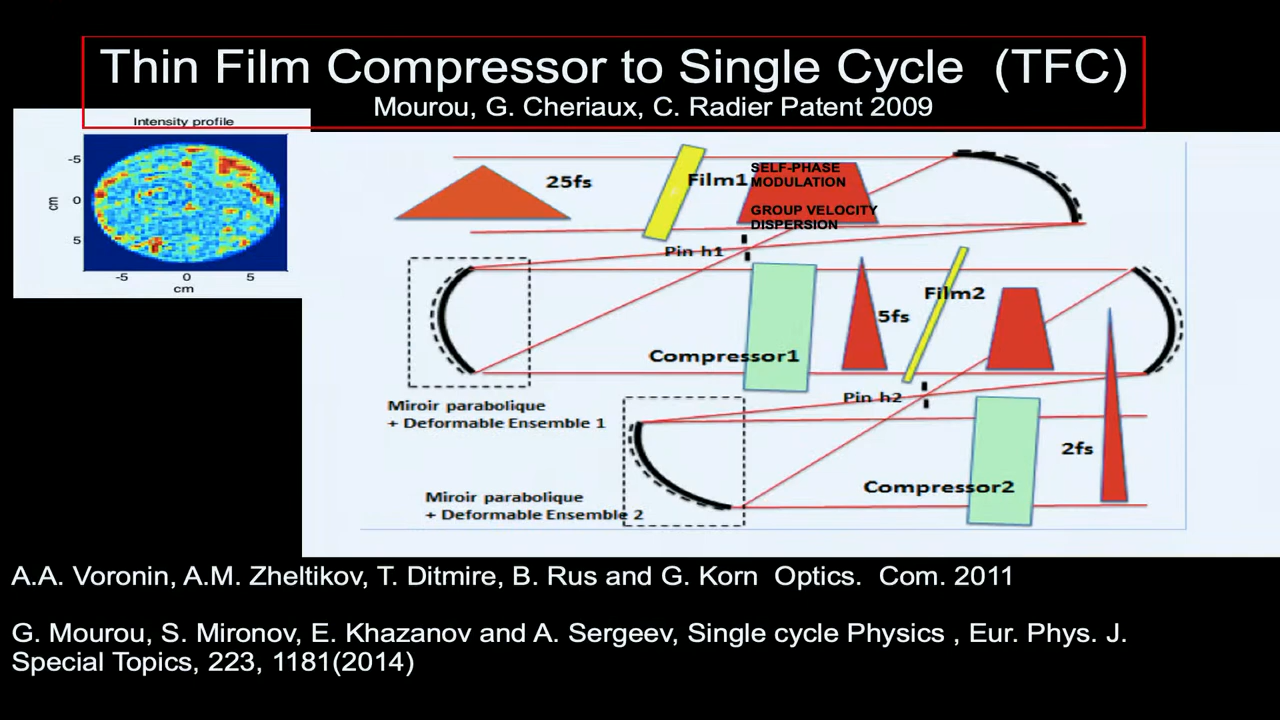 Thin Film Compressor to Single Cycle (TFC)
Mourou, G. Cheriaux, C. Radier Patent 2009
Intensity profile
-5
0
5
cm
-5
0
5
cm
25fs
Film1
SELF-PHASE
MODULATION
GROUP VELOCITY
DISPERSION
Pin h1
Compressor1
5fs
Film2
Miroir parabolique
+ Deformable Ensemble 1
Pin h2
Compressor2
2fs
Miroir parabolique
+ Deformable Ensemble 2
A.A. Voronin, A.M. Zheltikov, T. Ditmire, B. Rus and G. Korn Optics. Com. 2011
G. Mourou, S. Mironov, E. Khazanov and A. Sergeev, Single cycle Physics , Eur. Phys. J.
Special Topics, 223, 1181(2014)